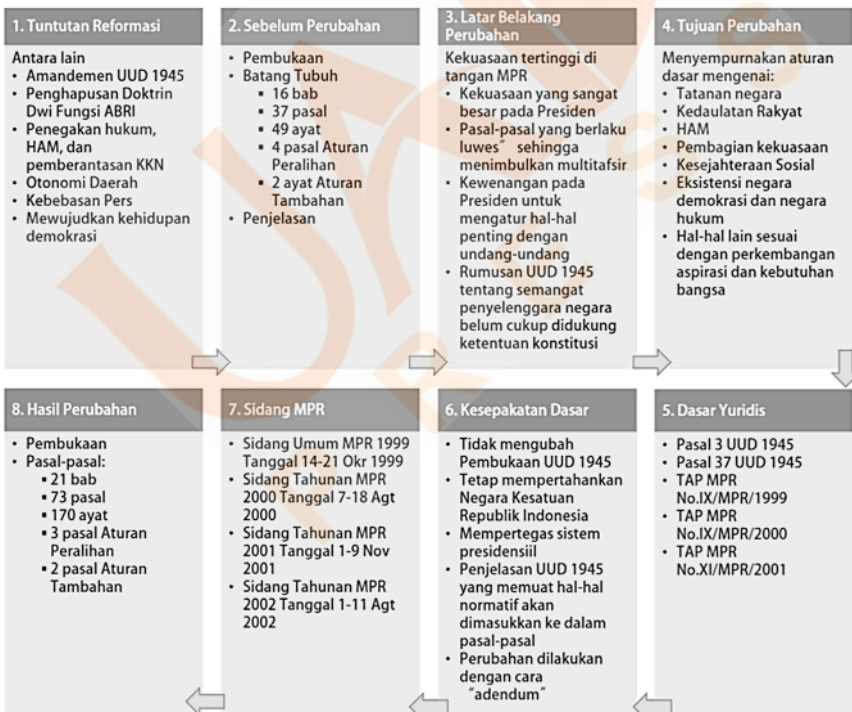 1. Tuntutan Reformasi
Antara lain
• Amandemen UUD 1945
• Penghapusan Doktrin
Dwi Fungsi ABRI
• Penegakan hukum,
HAM, dan
pemberantasan KKN
• Otonomi Daerah
• Kebebasan Pers
• Mewujudkan kehidupan
demokrasi
2. Sebelum Perubahan
• Pembukaan
• Batang Tubuh
▪ 16 bab
▪ 37 pasal
▪ 49 ayat
▪ 4 pasal Aturan
Peralihan
▪ 2 ayat Aturan
Tambahan
• Penjelasan
3. Latar Belakang
Perubahan
Kekuasaan tertinggi di
tangan MPR
• Kekuasaan yang sangat
besar pada Presiden
• Pasal-pasal yang berlaku
luwes” sehingga
menimbulkan multitafsir
• Kewenangan pada
Presiden untuk
mengatur hal-hal
penting dengan
undang-undang
• Rumusan UUD 1945
tentang semangat
penyelenggara negara
belum cukup didukung
ketentuan konstitusi
4. Tujuan Perubahan
Menyempurnakan aturan
dasar mengenai:
• Tatanan negara
• Kedaulatan Rakyat
• HAM
• Pembagian kekuasaan
• Kesejahteraan Sosial
• Eksistensi negara
demokrasi dan negara
hukum
• Hal-hal lain sesuai
dengan perkembangan
aspirasi dan kebutuhan
bangsa
5. Dasar Yuridis
• Pasal 3 UUD 1945
• Pasal 37 UUD 1945
• TAP MPR
No.IX/MPR/1999
• TAP MPR
No.IX/MPR/2000
• TAP MPR
No.XI/MPR/2001
6. Kesepakatan Dasar
• Tidak mengubah
Pembukaan UUD 1945
• Tetap mempertahankan
Negara Kesatuan
Republik Indonesia
• Mempertegas sistem
presidensiil
• Penjelasan UUD 1945
yang memuat hal-hal
normatif akan
dimasukkan ke dalam
pasal-pasal
• Perubahan dilakukan
dengan cara
“adendum”
7. Sidang MPR
• Sidang Umum MPR 1999
Tanggal 14-21 Okr 1999
• Sidang Tahunan MPR
2000 Tanggal 7-18 Agt
2000
• Sidang Tahunan MPR
2001 Tanggal 1-9 Nov
2001
• Sidang Tahunan MPR
2002 Tanggal 1-11 Agt
2002
8. Hasil Perubahan
• Pembukaan
• Pasal-pasal:
▪ 21 bab
▪ 73 pasal
▪ 170 ayat
▪ 3 pasal Aturan
Peralihan
▪ 2 pasal Aturan
Tambahan